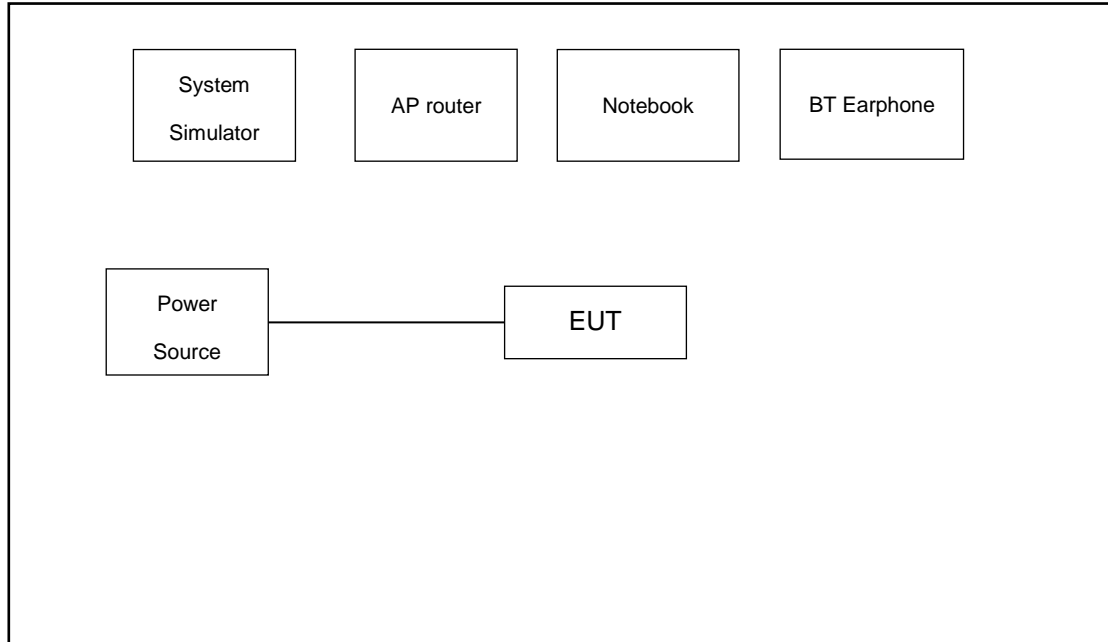 System
Simulator
AP router
Notebook
BT Earphone
Power
Source
EUT